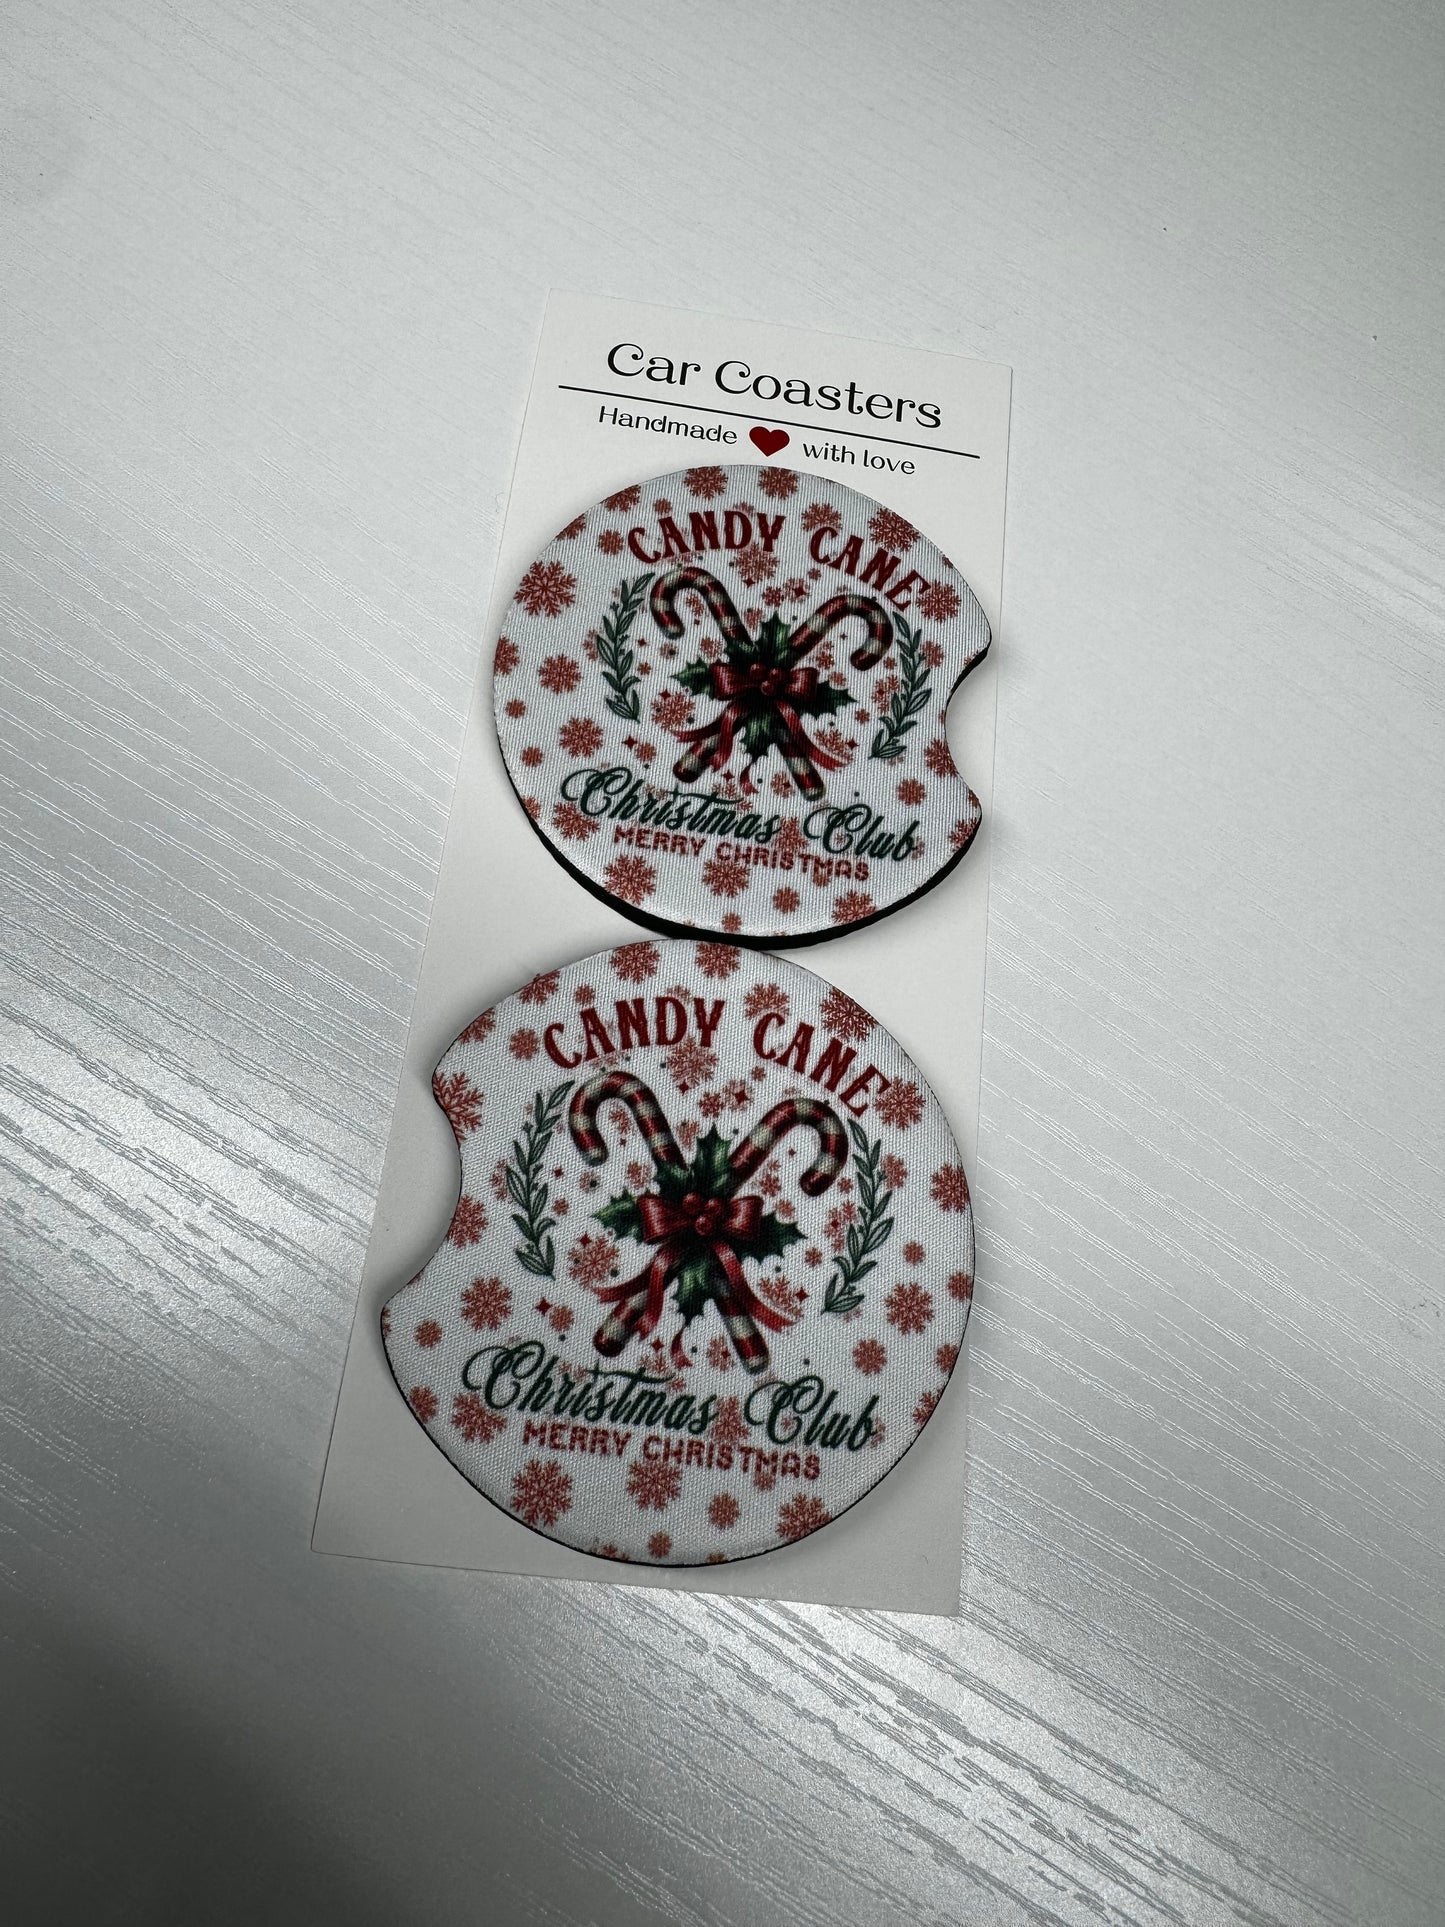 Car Coasters
Handmade with love
CANDY CANE
Christmas Club
MERRY CHRISTMAS
CANDY CANE
Christmas Club
MERRY CHRISTMAS